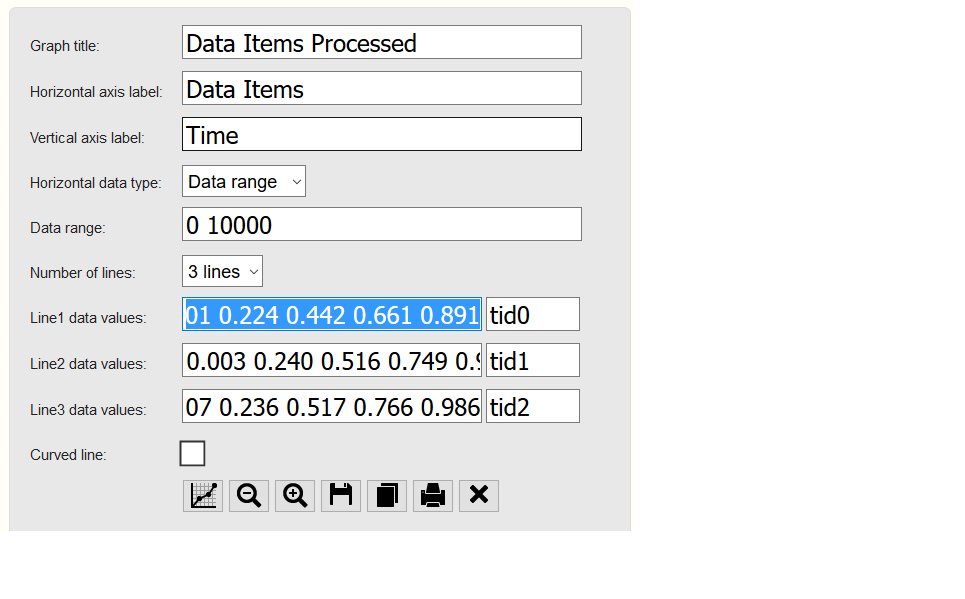 Graph title: Data Items Processed
Horizontal axis label: Data Items
Vertical axis label: Time
Horizontal data type: Data range
Data range: 0 10000
Number of lines: 3 lines
Line1 data values: 01 0.224 0.442 0.661 0.891 tid0
Line2 data values: 0.003 0.240 0.516 0.749 tid1
Line3 data values: 07 0.236 0.517 0.766 0.986 tid2
Curved line: